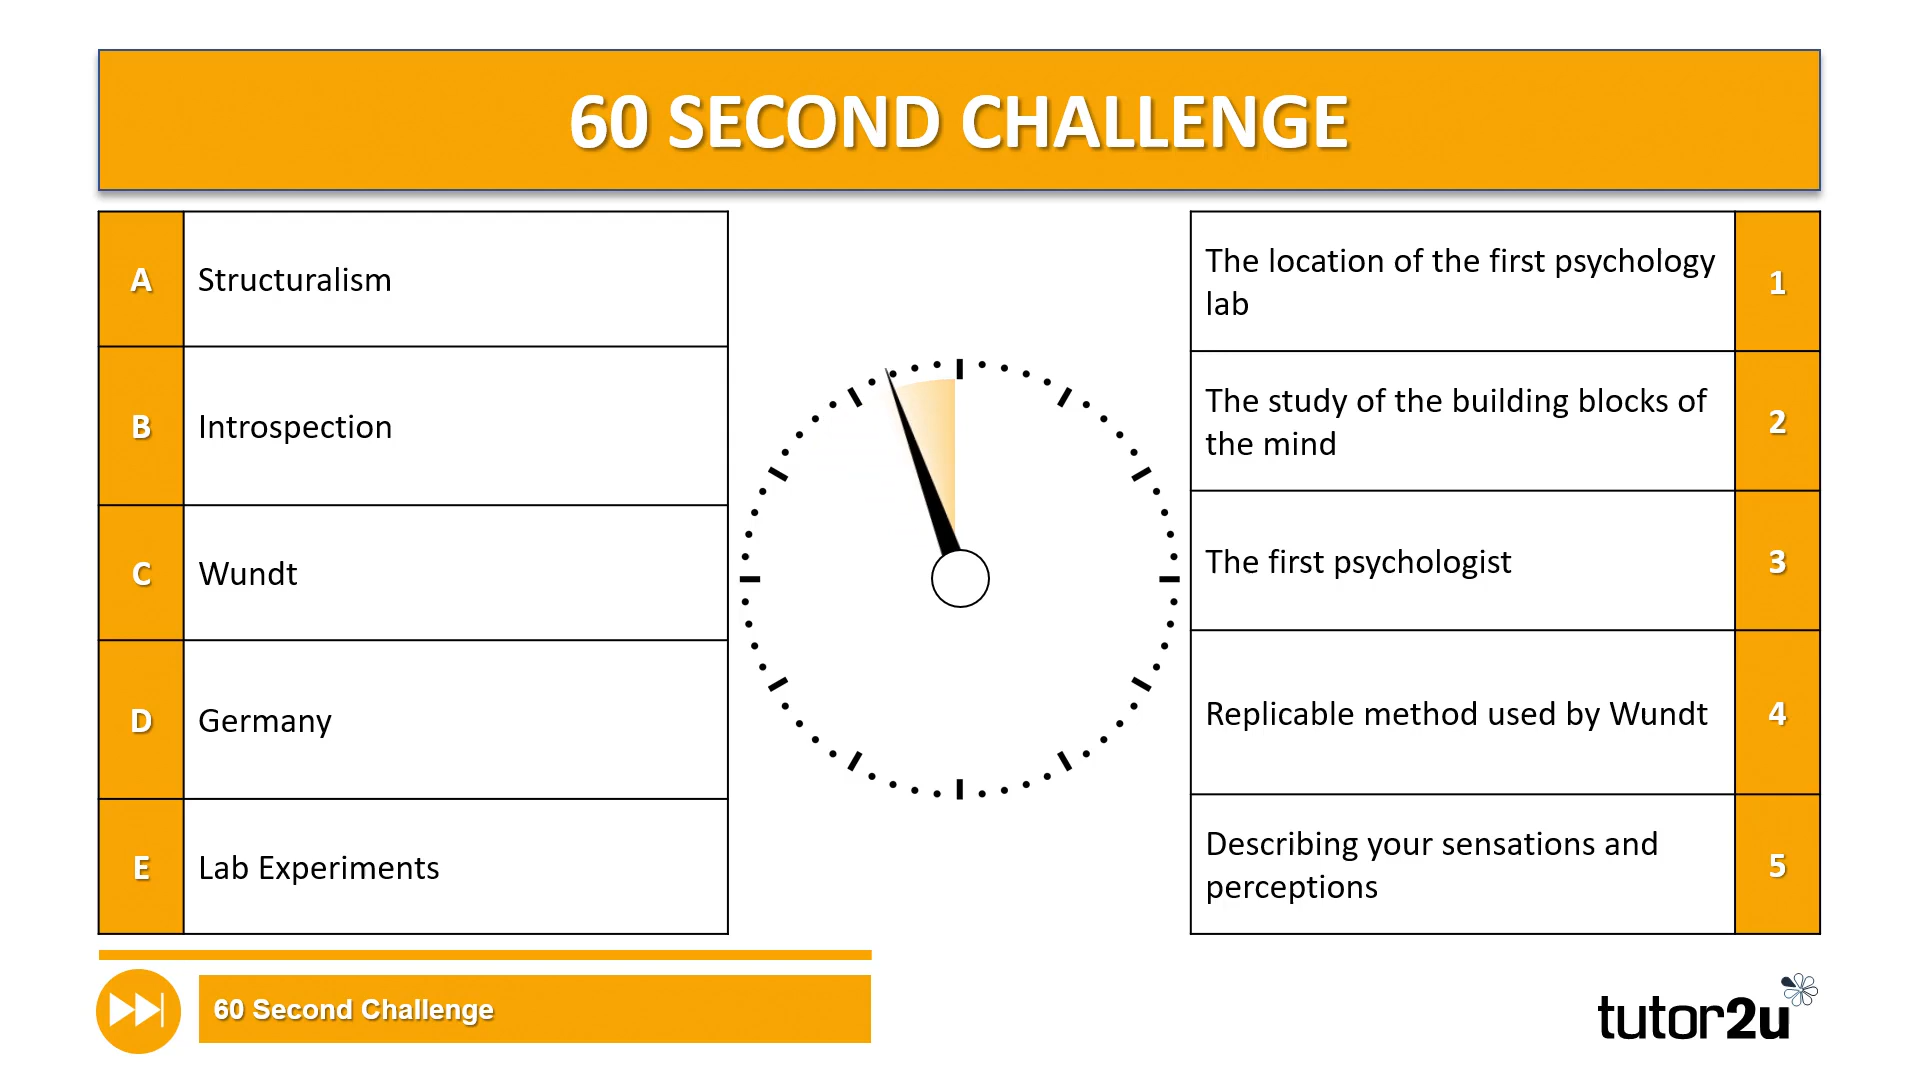 60 SECOND CHALLENGE
A
Structuralism
B
Introspection
C
Wundt
D
Germany
E
Lab Experiments
The location of the first psychology
lab
1
The study of the building blocks of
the mind
2
The first psychologist
3
Replicable method used by Wundt
4
Describing your sensations and
perceptions
5
60 Second Challenge
tutor2u